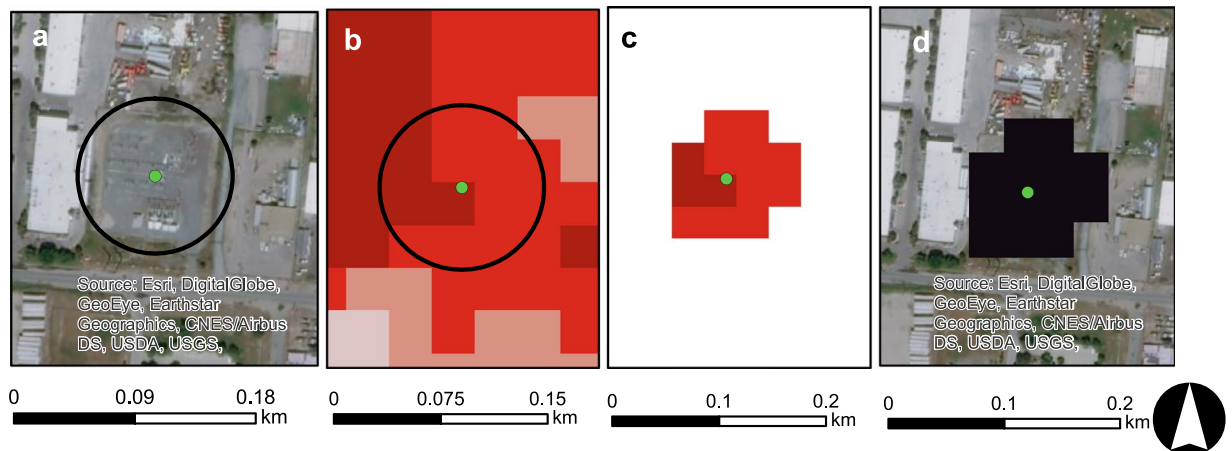 a
b
c
d
Source: Esri, DigitalGlobe,
GeoEye, Earthstar
Geographics, CNES/Airbus
DS, USDA, USGS,
Source: Esri, DigitalGlobe,
GeoEye, Earthstar
Geographics, CNES/Airbus
DS, USDA, USGS,
0 0.09 0.18
km
0 0.075 0.15
km
0 0.1 0.2
km
0 0.1 0.2
km